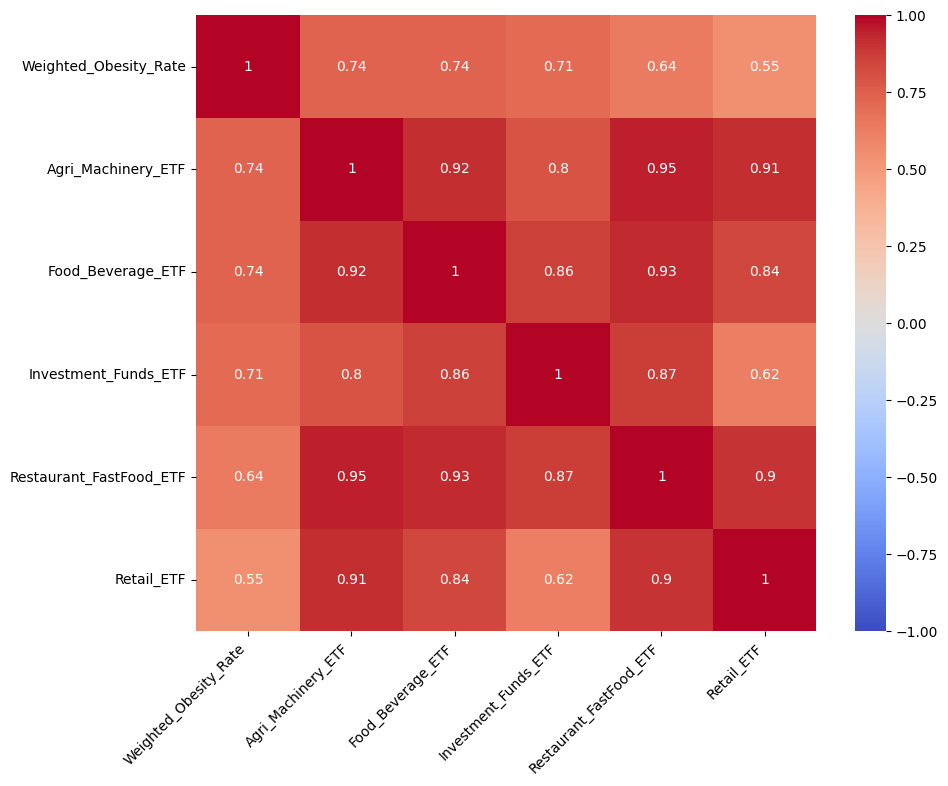 Weighted_Obesity_Rate 1 0.74 0.74 0.71 0.64 0.55
Agri_Machinery_ETF 0.74 1 0.92 0.8 0.95 0.91
Food_Beverage_ETF 0.74 0.92 1 0.86 0.93 0.84
Investment_Funds_ETF 0.71 0.8 0.86 1 0.87 0.62
Restaurant_FastFood_ETF 0.64 0.95 0.93 0.87 1 0.9
Retail_ETF 0.55 0.91 0.84 0.62 0.9 1
Weighted_Obesity_Rate
Agri_Machinery_ETF
Food_Beverage_ETF
Investment_Funds_ETF
Restaurant_FastFood_ETF
Retail_ETF
1.00
0.75
0.50
0.25
0.00
−0.25
−0.50
−0.75
−1.00